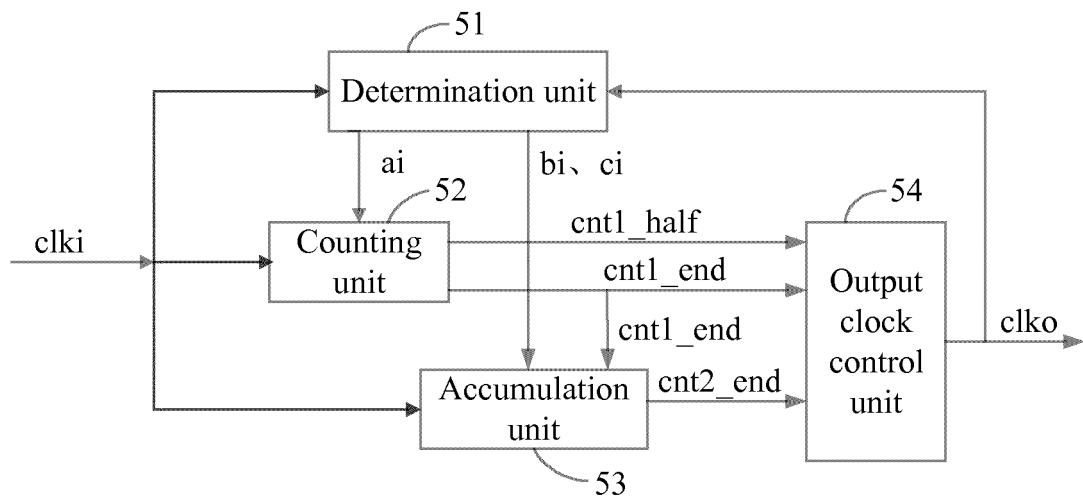 51
Determination unit
ai
bi、ci
52
54
clki
Counting
unit
cnt1_half
cnt1_end
Output
clock
control
unit
cnt1_end
clko
Accumulation
unit
cnt2_end
53